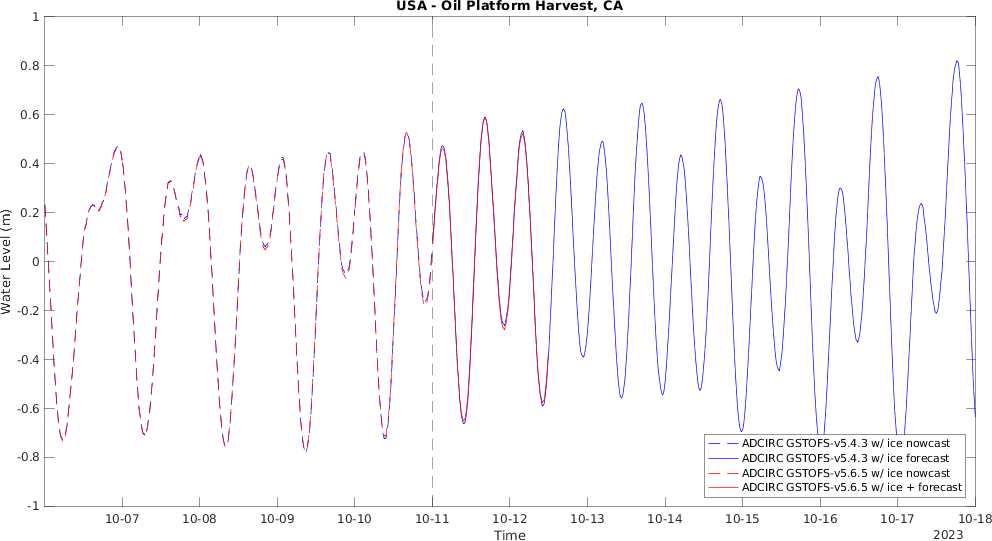 USA - Oil Platform Harvest, CA
1
0.8
0.6
0.4
0.2
0
-0.2
-0.4
-0.6
-0.8
-1
Water Level (m)
ADCIRC GSTOFS-v5.4.3 w/ ice nowcast
ADCIRC GSTOFS-v5.4.3 w/ ice forecast
ADCIRC GSTOFS-v5.6.5 w/ ice nowcast
ADCIRC GSTOFS-v5.6.5 w/ ice + forecast
10-07 10-08 10-09 10-10 10-11 10-12 10-13 10-14 10-15 10-16 10-17 10-18
Time
2023